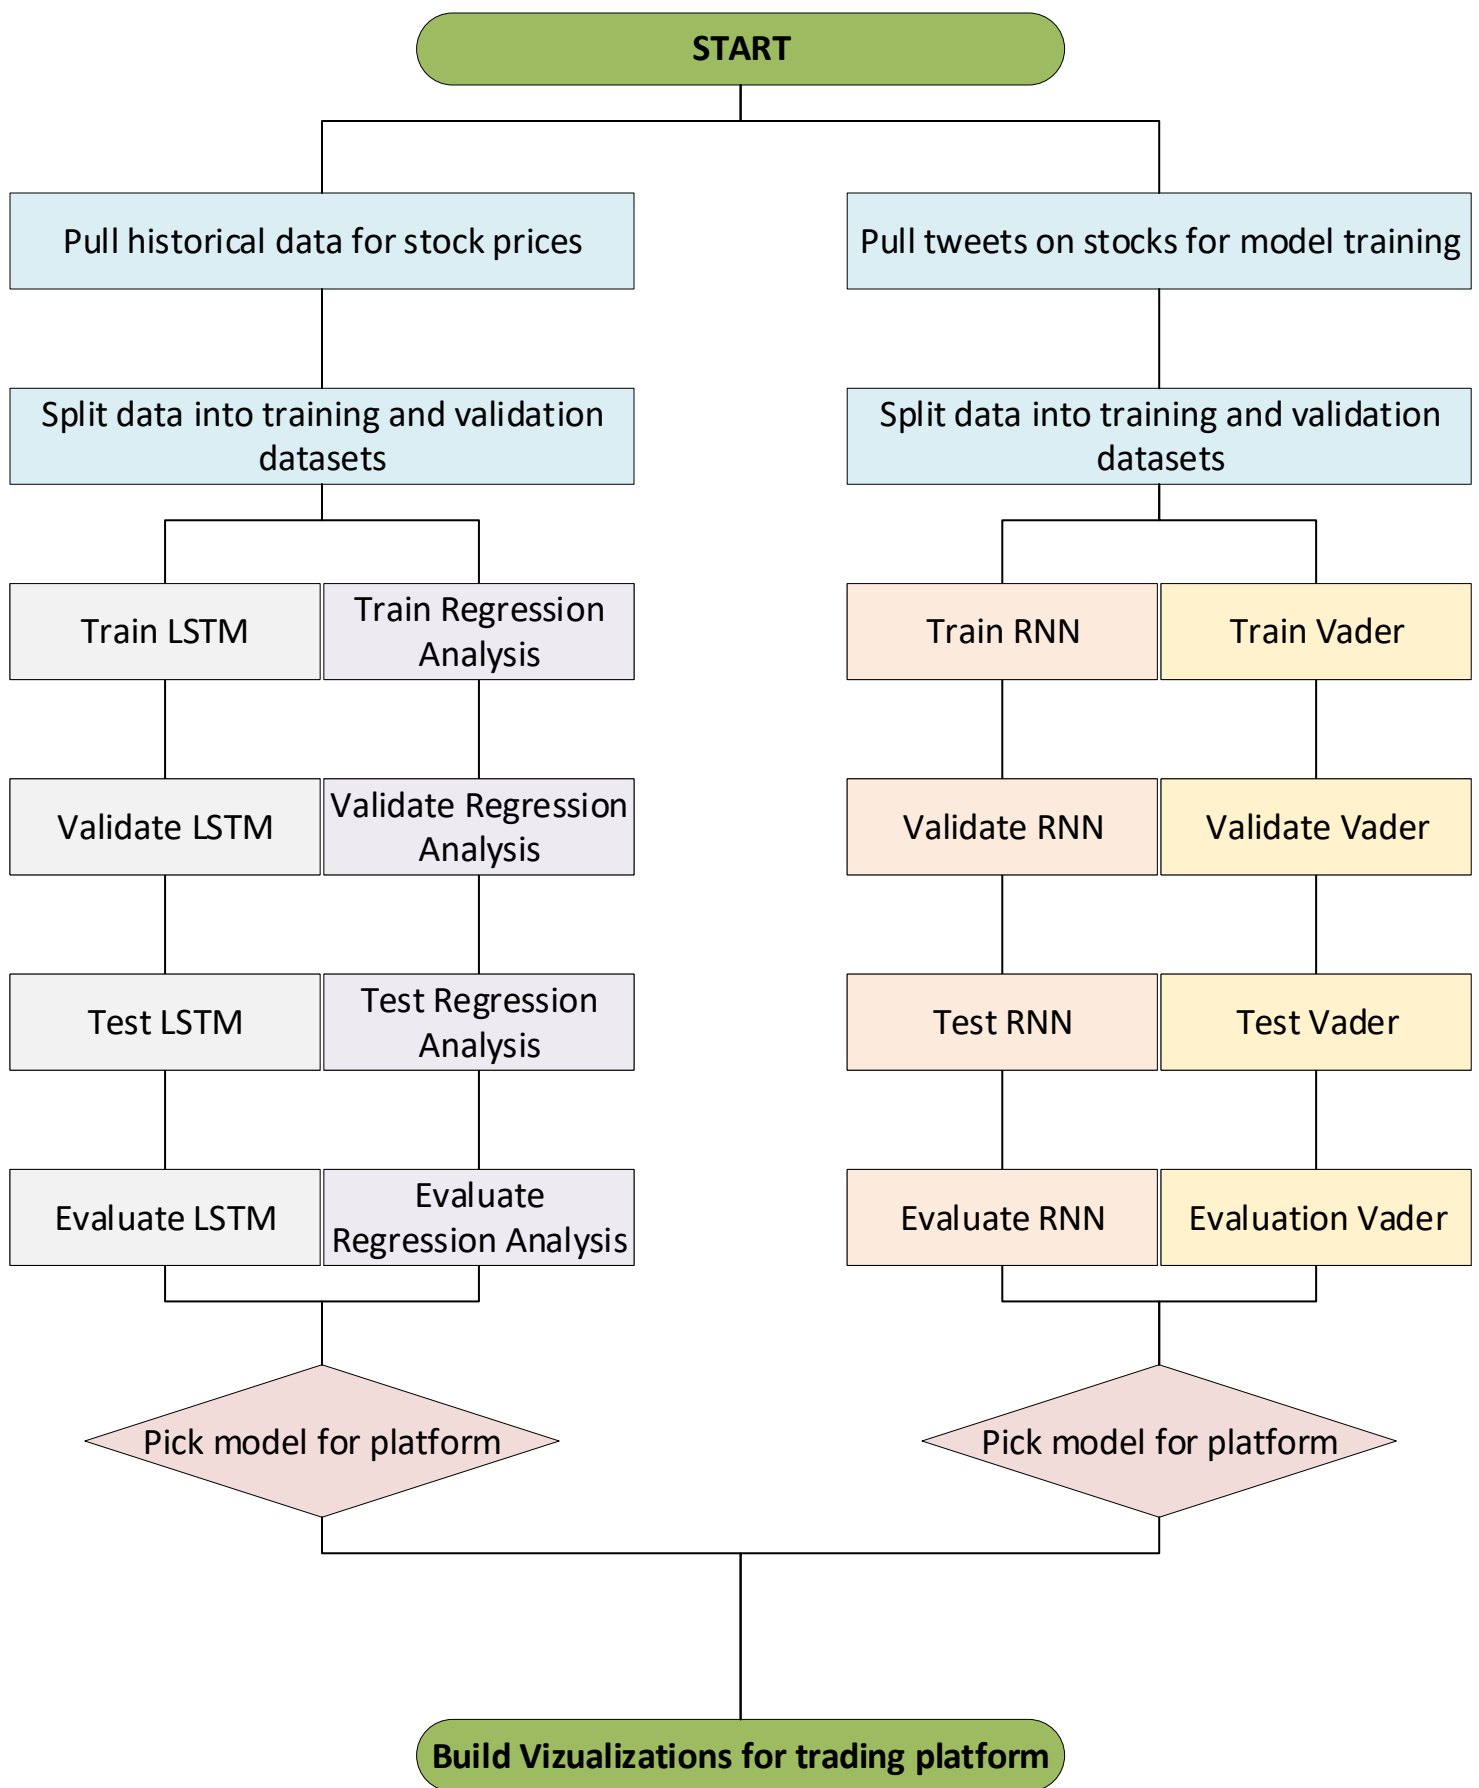 START
Pull historical data for stock prices
Pull tweets on stocks for model training
Split data into training and validation
datasets
Split data into training and validation
datasets
Train LSTM
Train Regression
Analysis
Train RNN
Train Vader
Validate LSTM
Validate Regression
Analysis
Validate RNN
Validate Vader
Test LSTM
Test Regression
Analysis
Test RNN
Test Vader
Evaluate LSTM
Evaluate
Regression Analysis
Evaluate RNN
Evaluation Vader
Pick model for platform
Pick model for platform
Build Vizualizations for trading platform